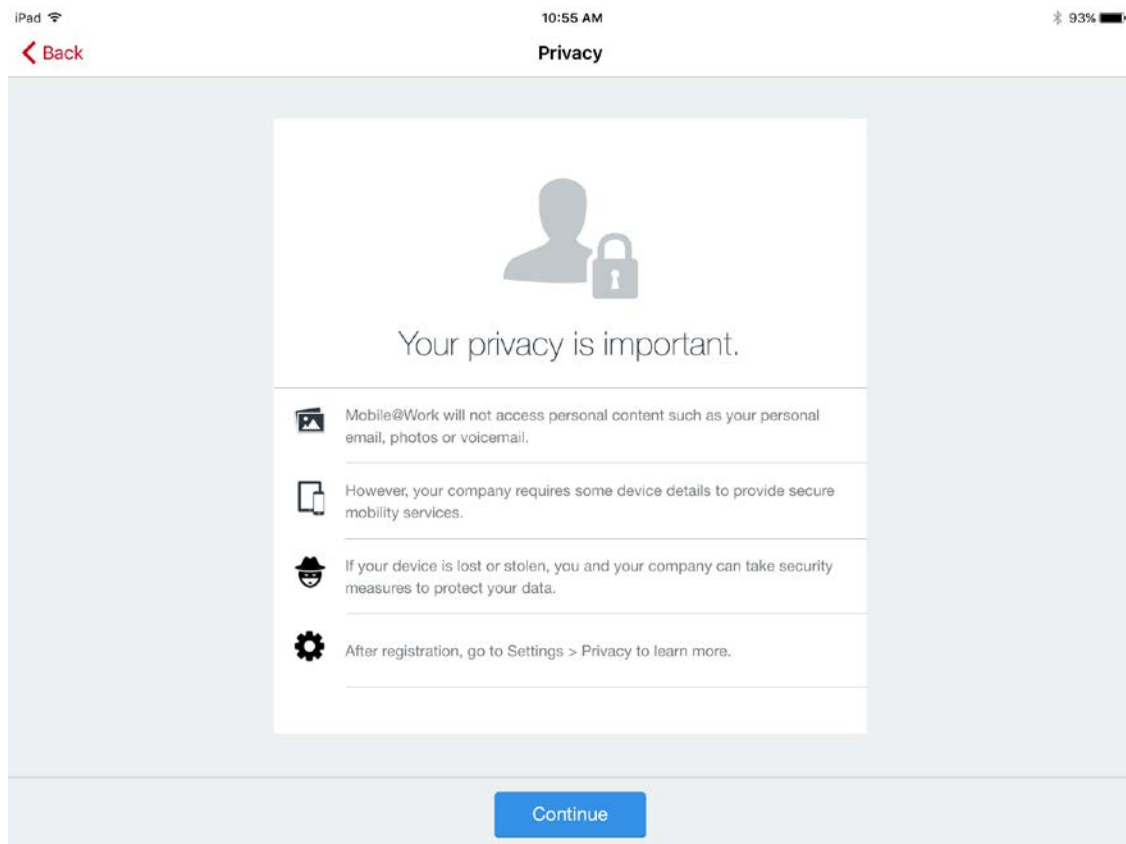 iPad 10:55 AM 93%
Back Privacy
Your privacy is important.
Mobile@Work will not access personal content such as your personal
email, photos or voicemail.
However, your company requires some device details to provide secure
mobility services.
If your device is lost or stolen, you and your company can take security
measures to protect your data.
After registration, go to Settings > Privacy to learn more.
Continue